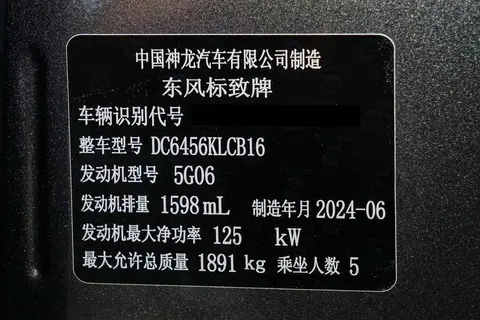 中国神龙汽车有限公司制造
东风标致牌
车辆识别代号
整车型号 DC6456KLCB16
发动机型号 5G06
发动机排量 1598 mL 制造年月 2024-06
发动机最大净功率 125 kW
最大允许总质量 1891 kg 乘坐人数 5